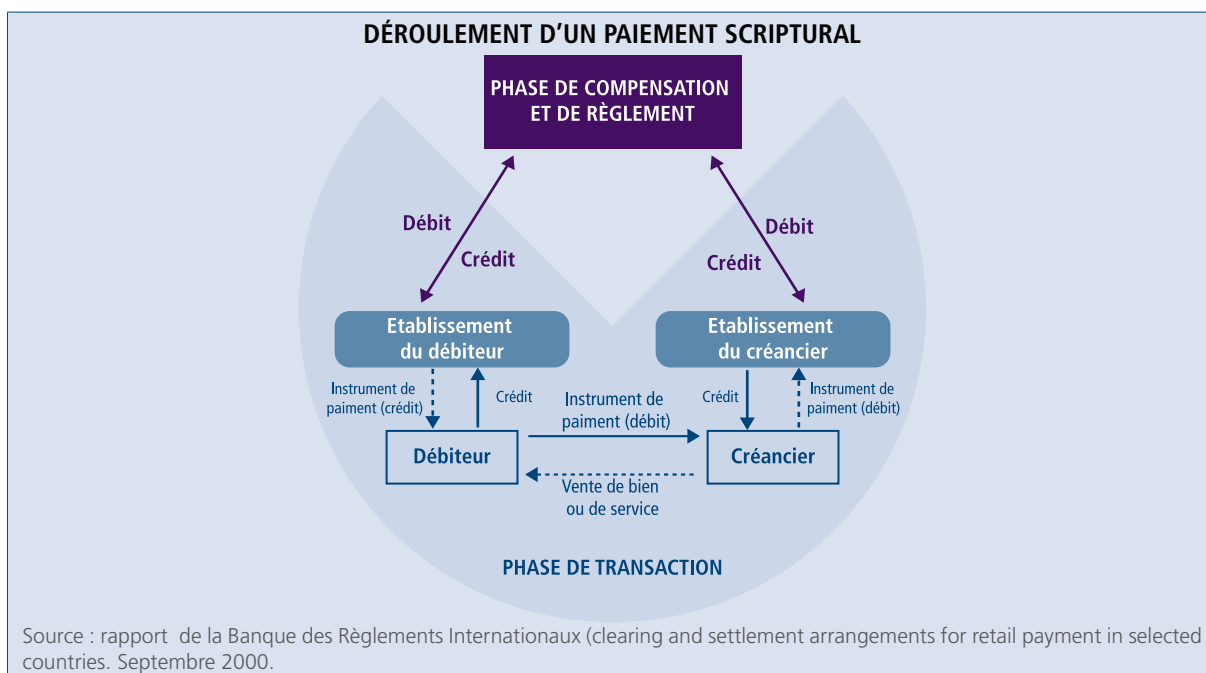 DÉROULEMENT D'UN PAIEMENT SCRIPTURAL
PHASE DE COMPENSATION
ET DE RÈGLEMENT
Débit
Crédit
Débit
Crédit
Etablissement
du débiteur
Etablissement
du créancier
Instrument de
paiment (crédit)
Crédit
Instrument de
paiment (débit)
Crédit
Instrument de
paiment (débit)
Débiteur
Créancier
Vente de bien
ou de service
PHASE DE TRANSACTION
Source : rapport de la Banque des Règlements Internationaux (clearing and settlement arrangements for retail payment in selected
countries. Septembre 2000.